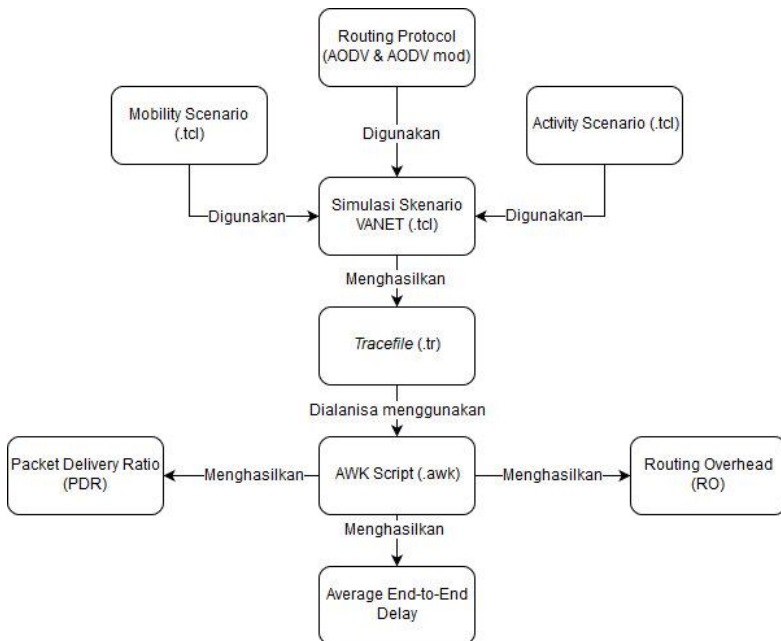 Routing Protocol
(AODV & AODV mod)
Mobility Scenario
(.tcl)
Activity Scenario (.tcl)
Digunakan
Simulasi Skenario
VANET (.tcl)
Digunakan
Digunakan
Menghasilkan
Tracefile (.tr)
Dialanisa menggunakan
Packet Delivery Ratio
(PDR)
Menghasilkan
AWK Script (.awk)
Menghasilkan
Routing Overhead
(RO)
Menghasilkan
Average End-to-End
Delay